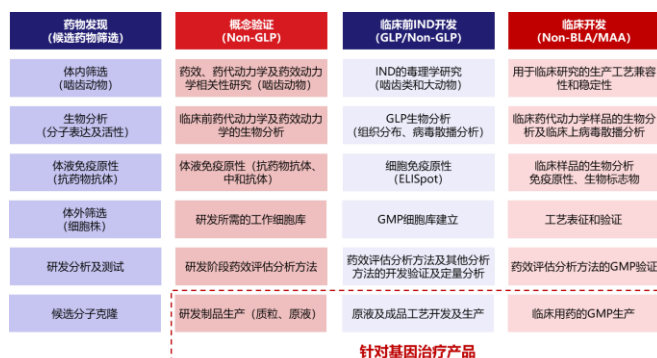 药物发现
(候选药物筛选)
概念验证
(Non-GLP)
临床前IND开发
(GLP/Non-GLP)
临床开发
(Non-BLA/MAA)
体内筛选
(啮齿动物)
药效、药代动力学及药效动力
学相关性研究（啮齿动物）
IND的毒理学研究
(啮齿类和大动物)
用于临床研究的生产工艺兼容
性和稳定性
生物分析
(分子表达及活性)
临床前药代动力学及药效动力
学的生物分析
GLP生物分析
(组织分布、病毒散播分析)
临床药代动力学样品的生物分
析及临床上病毒散播分析
体液免疫原性
(抗药物抗体)
体液免疫原性（抗药物抗体、
中和抗体）
细胞免疫原性
(ELISpot)
临床样品的生物分析
免疫原性、生物标志物
体外筛选
(细胞株)
研发所需的工作细胞库
GMP细胞库建立
工艺表征和验证
研发分析及测试
研发阶段药效评估分析方法
药效评估分析方法及其他分析
方法的开发验证及定量分析
药效评估分析方法的GMP验证
候选分子克隆
研发制品生产（质粒、原液）
原液及成品工艺开发及生产
临床用药的GMP生产
针对基因治疗产品